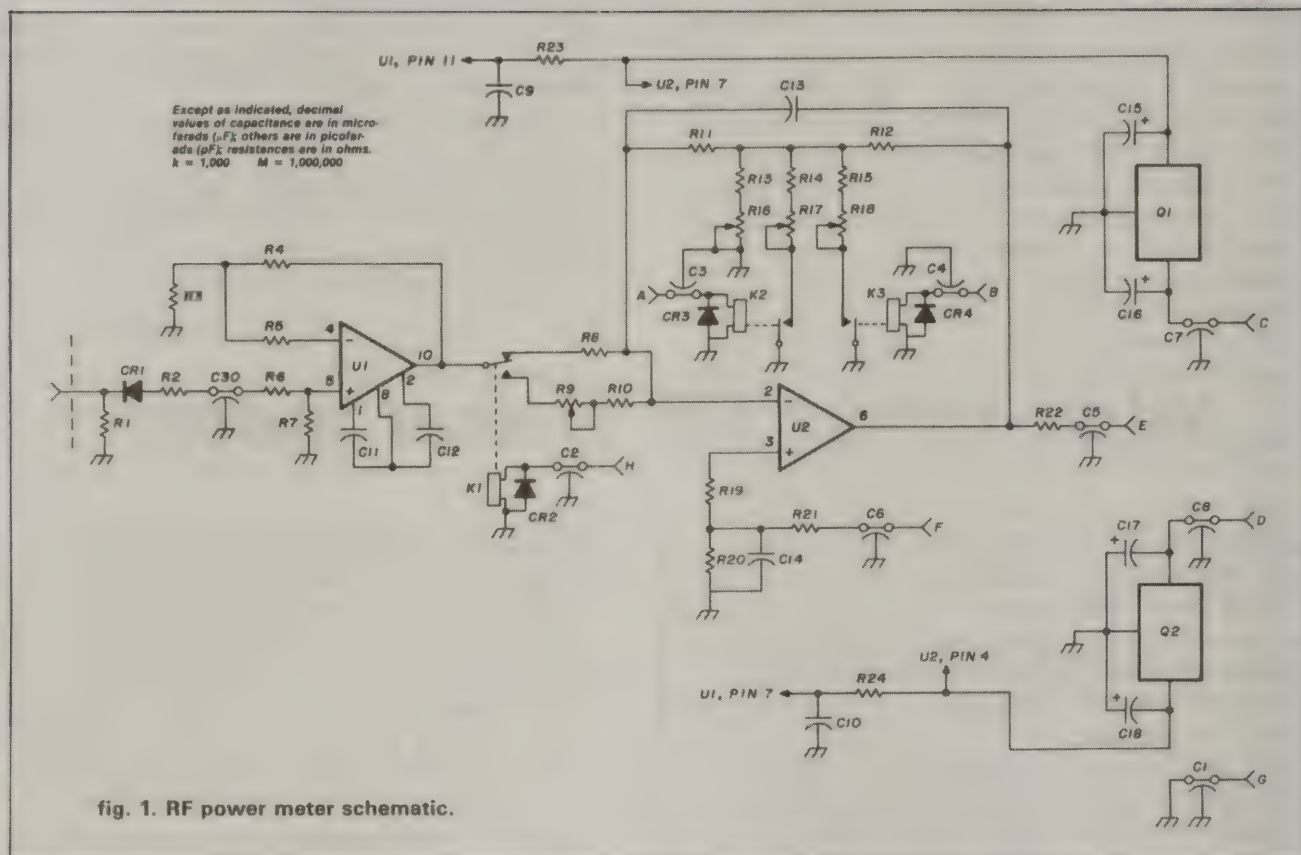 R23
U1, PIN 11
C9
U2, PIN 7
C13
Except as indicated, decimal
values of capacitance are in micro-
farads (μF); others are in picofar-
ads (pF); resistances are in ohms.
k = 1,000 M = 1,000,000
R11
R12
C15
+
R13
R14
R15
R16
R17
R18
Q1
R4
C3
C4
A
K2
K3
B
CR3
CR4
C16
+
C7
C
R5
4
-
U1
10
R8
CR1
R2
C30
R6
5
+
2
8
1
R1
R7
C11
C12
R9
R10
2
-
U2
6
3
+
R22
C5
E
C2
H
K1
CR2
R19
R21
C6
F
R20
C14
C17
+
C8
D
Q2
U2, PIN 4
R24
U1, PIN 7
C10
+
C18
C1
G
fig. 1. RF power meter schematic.